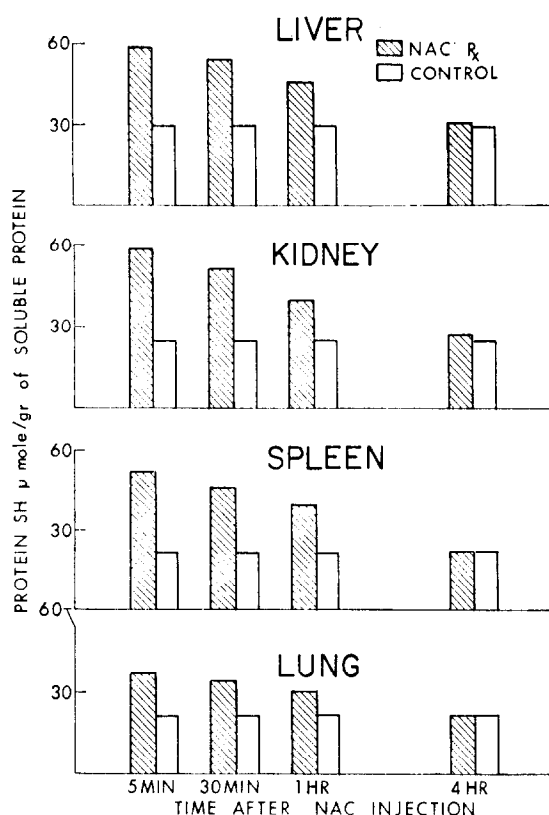 LIVER
NAC Rx
CONTROL
60
30
KIDNEY
60
30
SPLEEN
60
30
60
LUNG
30
PROTEIN SH μ mole/gr of SOLUBLE PROTEIN
5MIN 30MIN 1HR 4HR
TIME AFTER NAC INJECTION